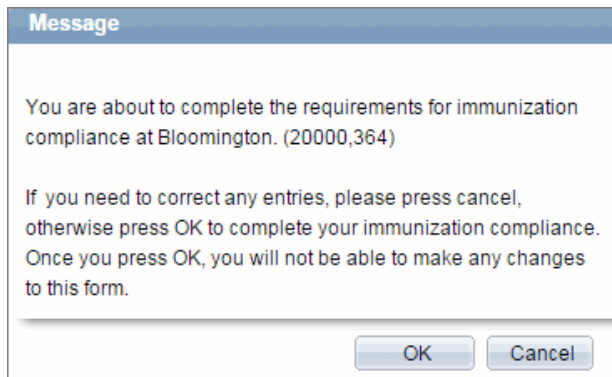 Message
You are about to complete the requirements for immunization
compliance at Bloomington. (20000,364)
If you need to correct any entries, please press cancel,
otherwise press OK to complete your immunization compliance.
Once you press OK, you will not be able to make any changes
to this form.
OK Cancel